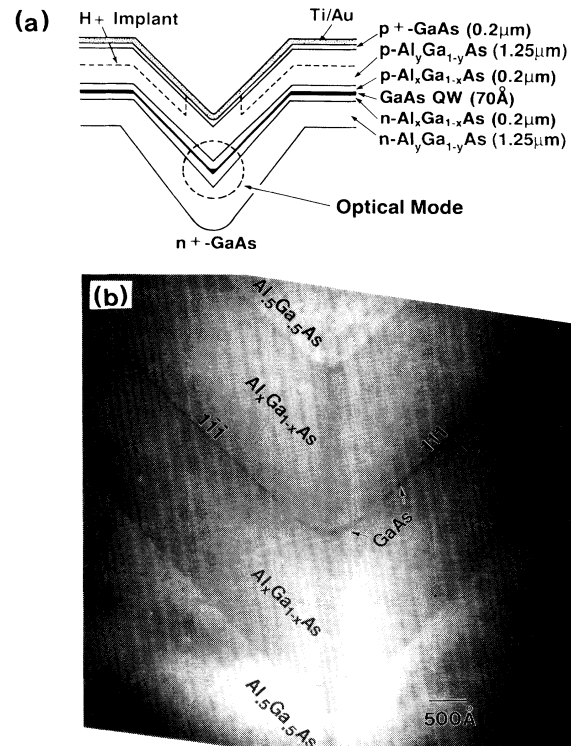 (a)
H+ Implant
Ti/Au
p+-GaAs (0.2μm)
p-AlyGa1-yAs (1.25μm)
p-AlxGa1-xAs (0.2μm)
GaAs QW (70Å)
n-AlxGa1-xAs (0.2μm)
n-AlyGa1-yAs (1.25μm)
Optical Mode
n+-GaAs
(b)
Al.5Ga.5As
AlxGa1-xAs
111
111
GaAs
AlxGa1-xAs
Al.5Ga.5As
500Å